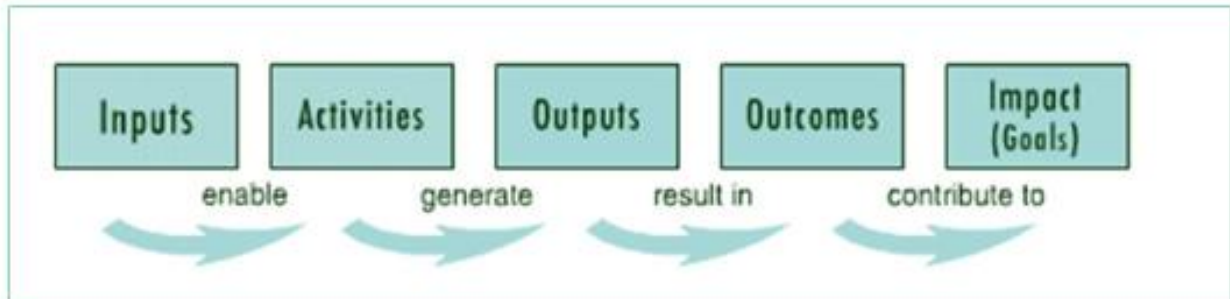 Inputs
Activities
Outputs
Outcomes
Impact
(Goals)
enable
generate
result in
contribute to